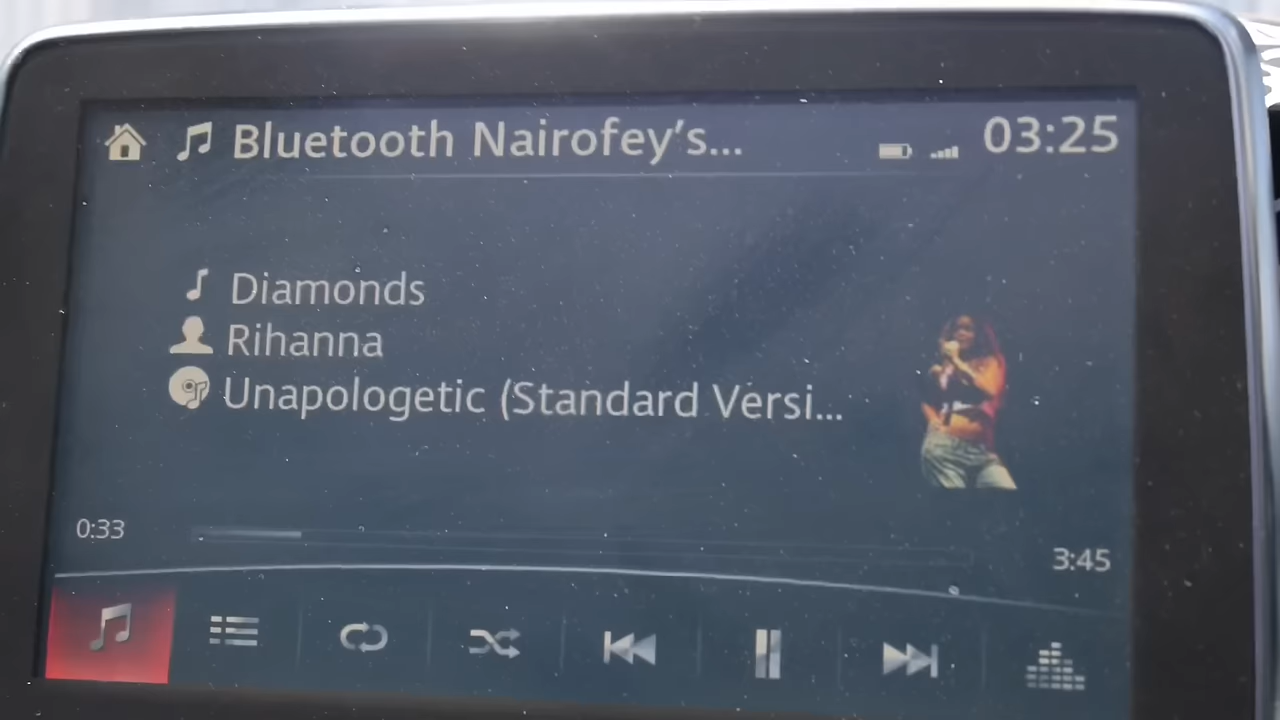 Bluetooth Nairofey's...
03:25
Diamonds
Rihanna
Unapologetic (Standard Versi...
0:33
3:45